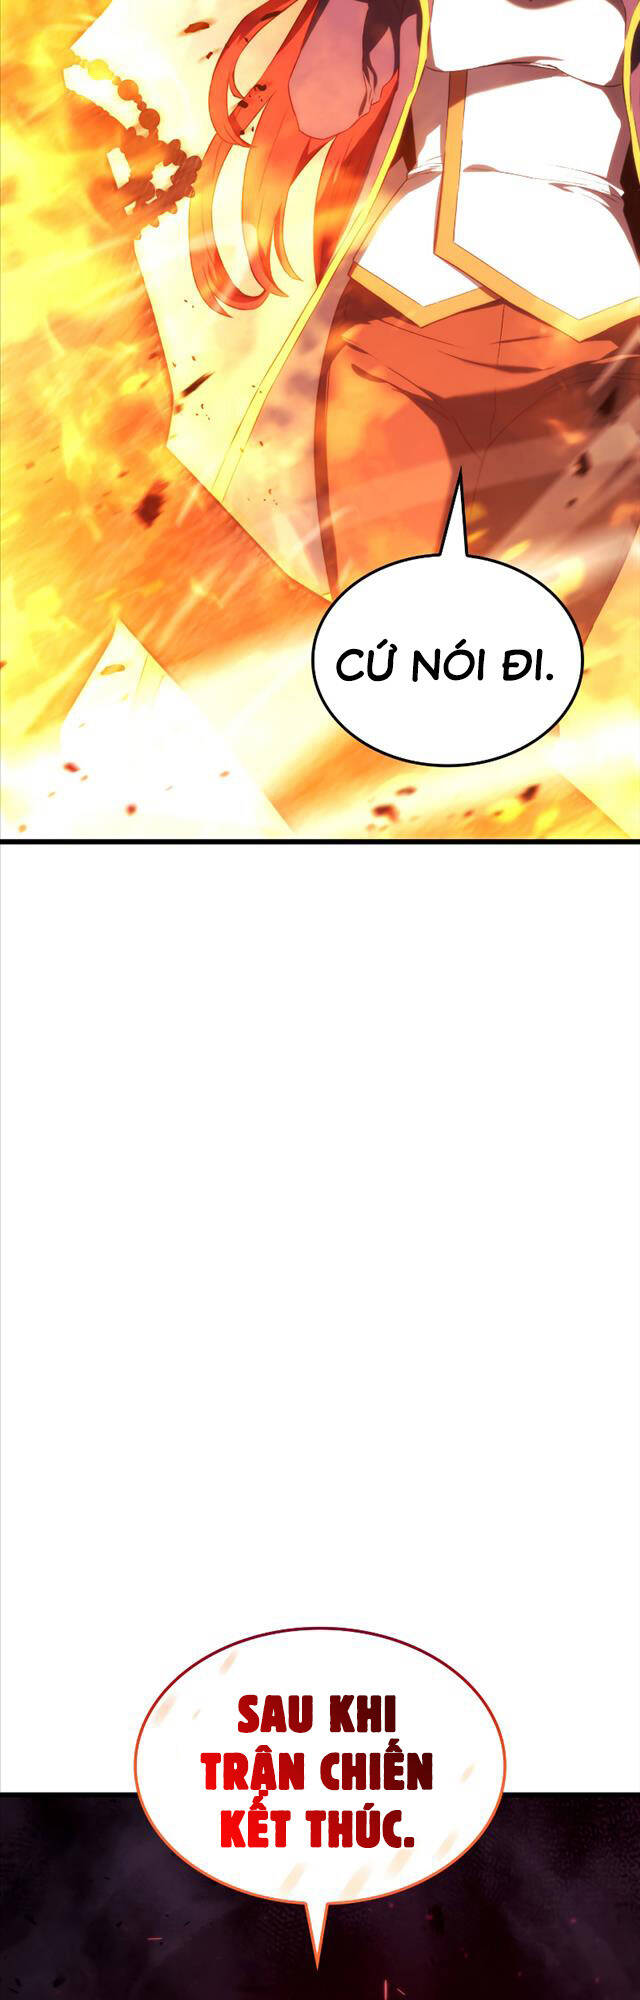 CỨ NÓI ĐI.
SAU KHI
TRẬN CHIẾN
KẾT THÚC.